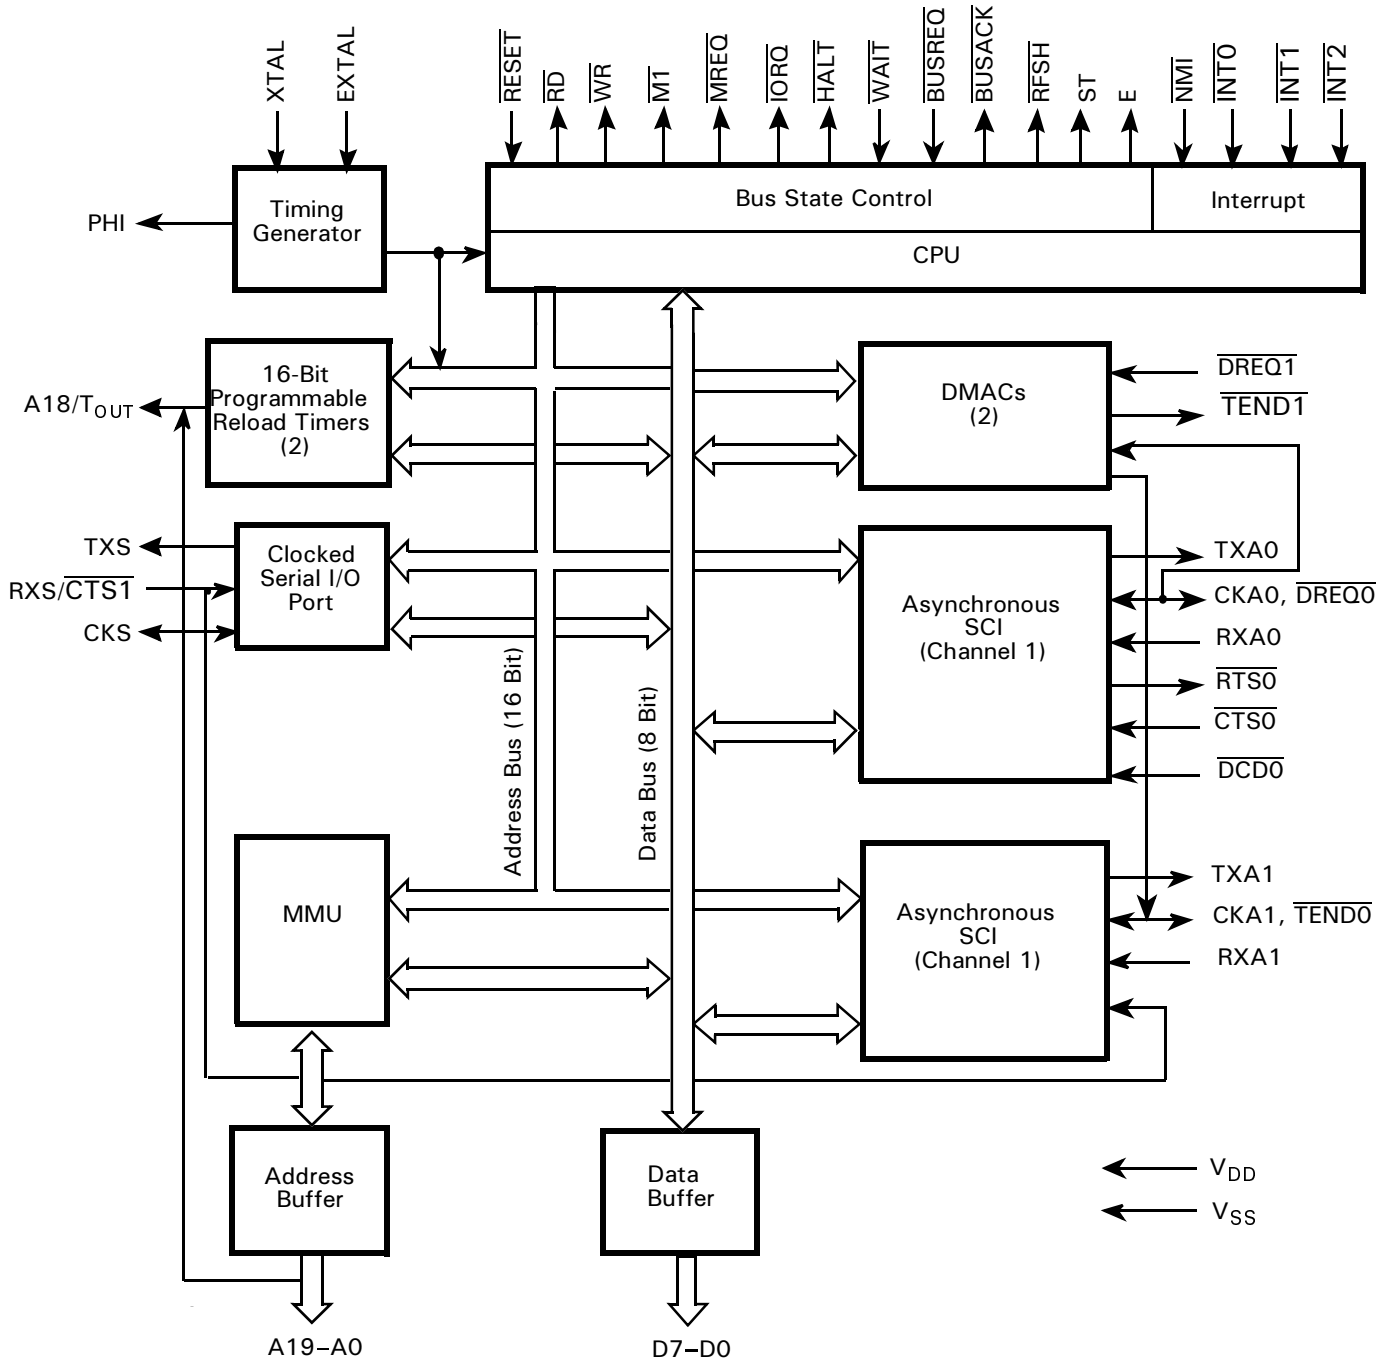 XTAL
EXTAL
RESET
RD
WR
M1
MREQ
IORQ
HALT
WAIT
BUSREQ
BUSACK
RFSH
ST
E
NMI
INT0
INT1
INT2
Timing
Generator
PHI
Bus State Control
Interrupt
CPU
16-Bit
Programmable
Reload Timers
(2)
A18/TOUT
DMACs
(2)
DREQ1
TEND1
TXS
RXS/CTS1
CKS
Clocked
Serial I/O
Port
Asynchronous
SCI
(Channel 1)
TXA0
CKA0, DREQ0
RXA0
RTS0
CTS0
DCD0
Address Bus (16 Bit)
Data Bus (8 Bit)
MMU
Asynchronous
SCI
(Channel 1)
TXA1
CKA1, TEND0
RXA1
Address
Buffer
Data
Buffer
VDD
VSS
A19–A0
D7–D0